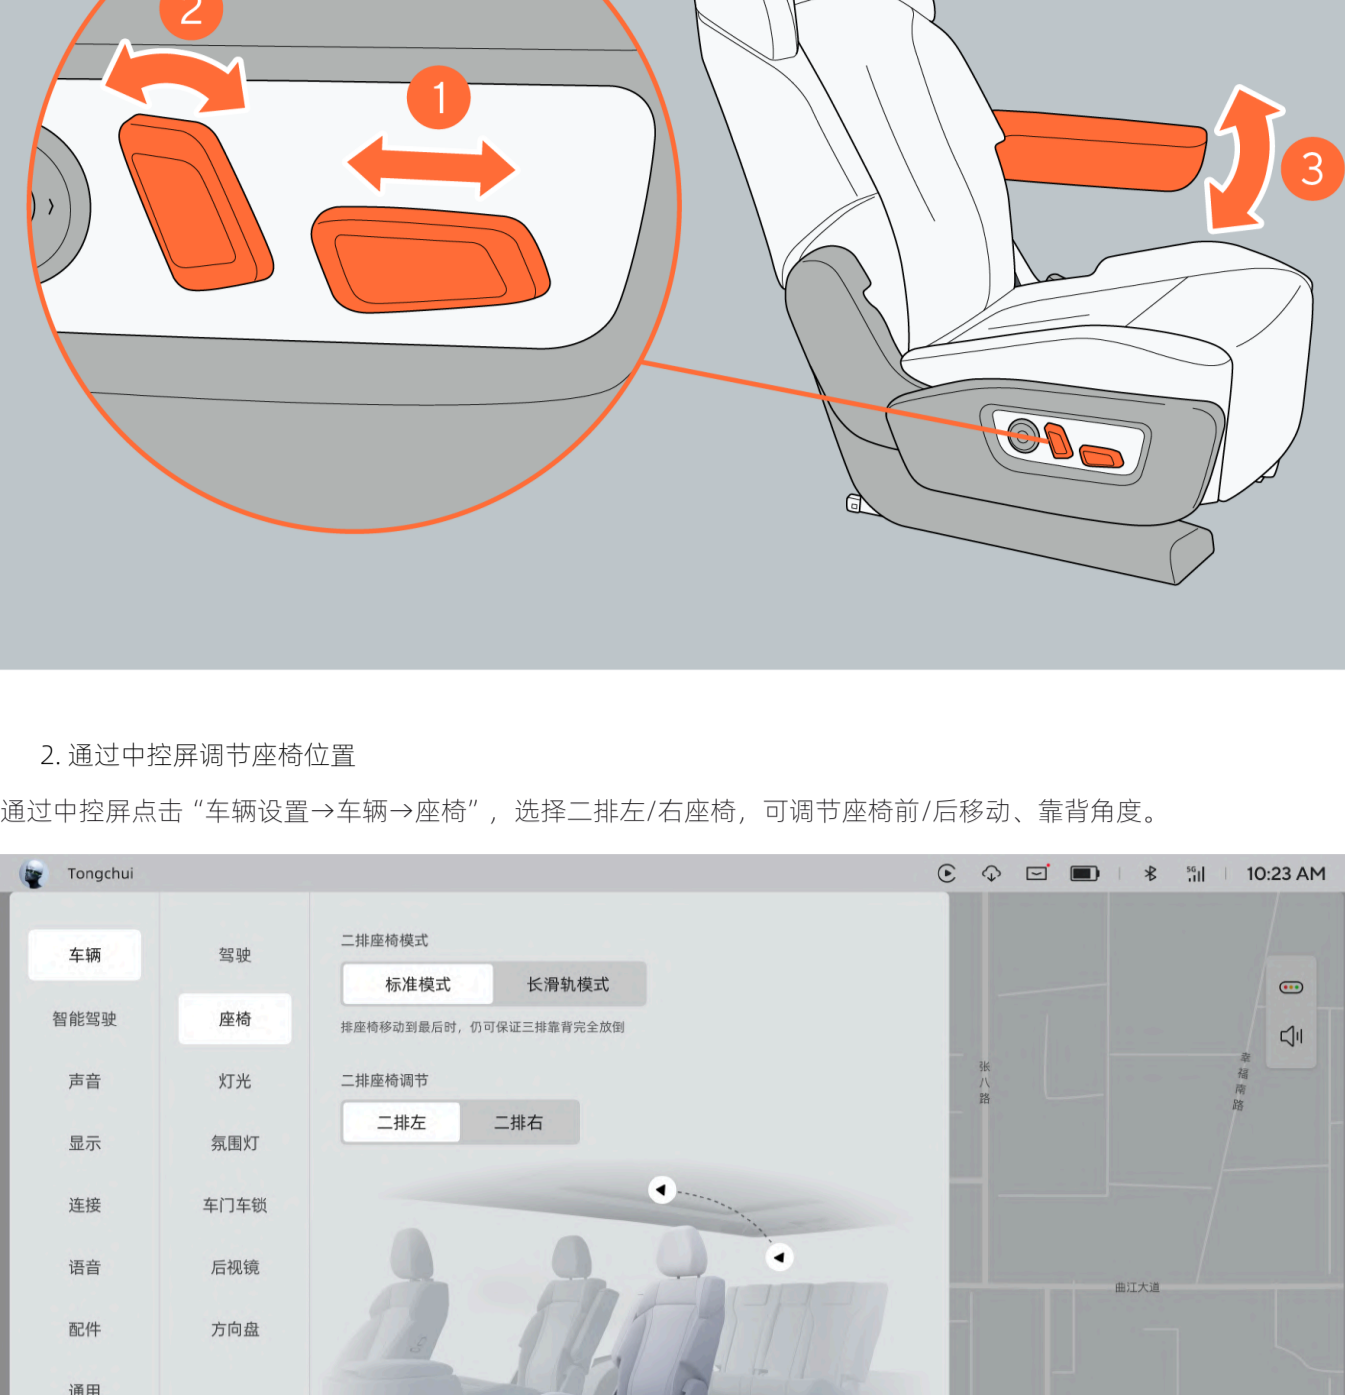 2
1
3
2. 通过中控屏调节座椅位置
通过中控屏点击“车辆设置→车辆→座椅”，选择二排左/右座椅，可调节座椅前/后移动、靠背角度。
Tongchui
5G
10:23 AM
车辆
智能驾驶
声音
显示
连接
语音
配件
通用
驾驶
座椅
灯光
氛围灯
车门车锁
后视镜
方向盘
二排座椅模式
标准模式 长滑轨模式
排座椅移动到最后时，仍可保证三排靠背完全放倒
二排座椅调节
二排左 二排右
张八路
幸福南路
曲江大道